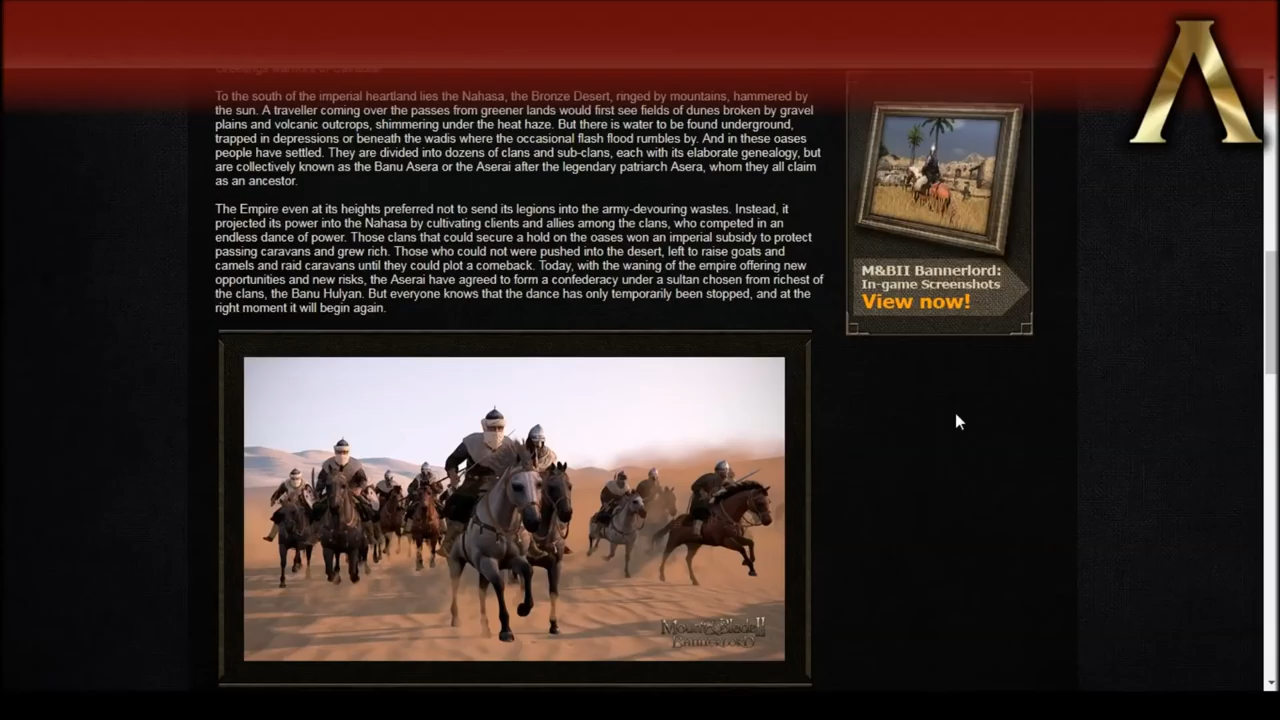 To the south of the imperial heartland lies the Nahasa, the Bronze Desert, ringed by mountains, hammered by
the sun. A traveller coming over the passes from greener lands would first see fields of dunes broken by gravel
plains and volcanic outcrops, shimmering under the heat haze. But there is water to be found underground,
trapped in depressions or beneath the wadis where the occasional flash flood rumbles by. And in these oases
people have settled. They are divided into dozens of clans and sub-clans, each with its elaborate genealogy, but
are collectively known as the Banu Asera or the Aserai after the legendary patriarch Asera, whom they all claim
as an ancestor.
The Empire even at its heights preferred not to send its legions into the army-devouring wastes. Instead, it
projected its power into the Nahasa by cultivating clients and allies among the clans, who competed in an
endless dance of power. Those clans that could secure a hold on the oases won an imperial subsidy to protect
passing caravans and grew rich. Those who could not were pushed into the desert, left to raise goats and
camels and raid caravans until they could plot a comeback. Today, with the waning of the empire offering new
opportunities and new risks, the Aserai have agreed to form a confederacy under a sultan chosen from richest of
the clans, the Banu Hulyan. But everyone knows that the dance has only temporarily been stopped, and at the
right moment it will begin again.
M&BII Bannerlord:
In-game Screenshots
View now!
Mount&Blade II
Bannerlord